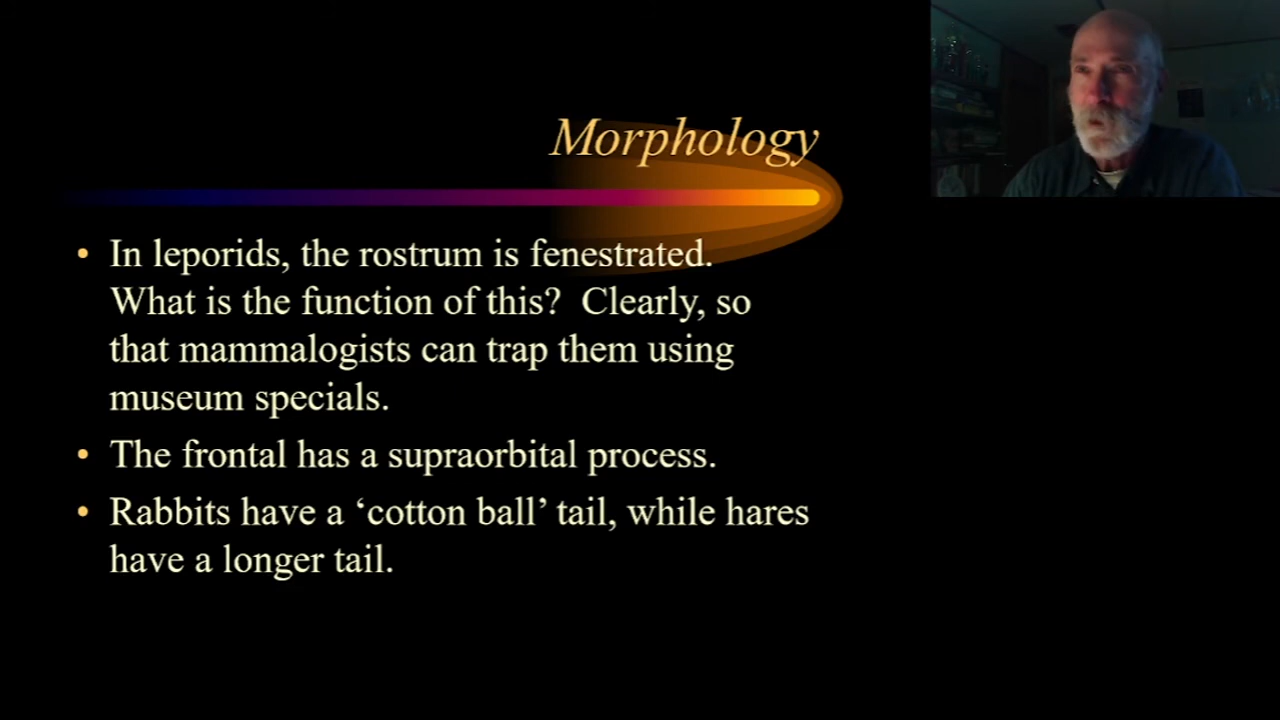 Morphology
• In leporids, the rostrum is fenestrated.
What is the function of this?  Clearly, so
that mammalogists can trap them using
museum specials.
• The frontal has a supraorbital process.
• Rabbits have a ‘cotton ball’ tail, while hares
have a longer tail.